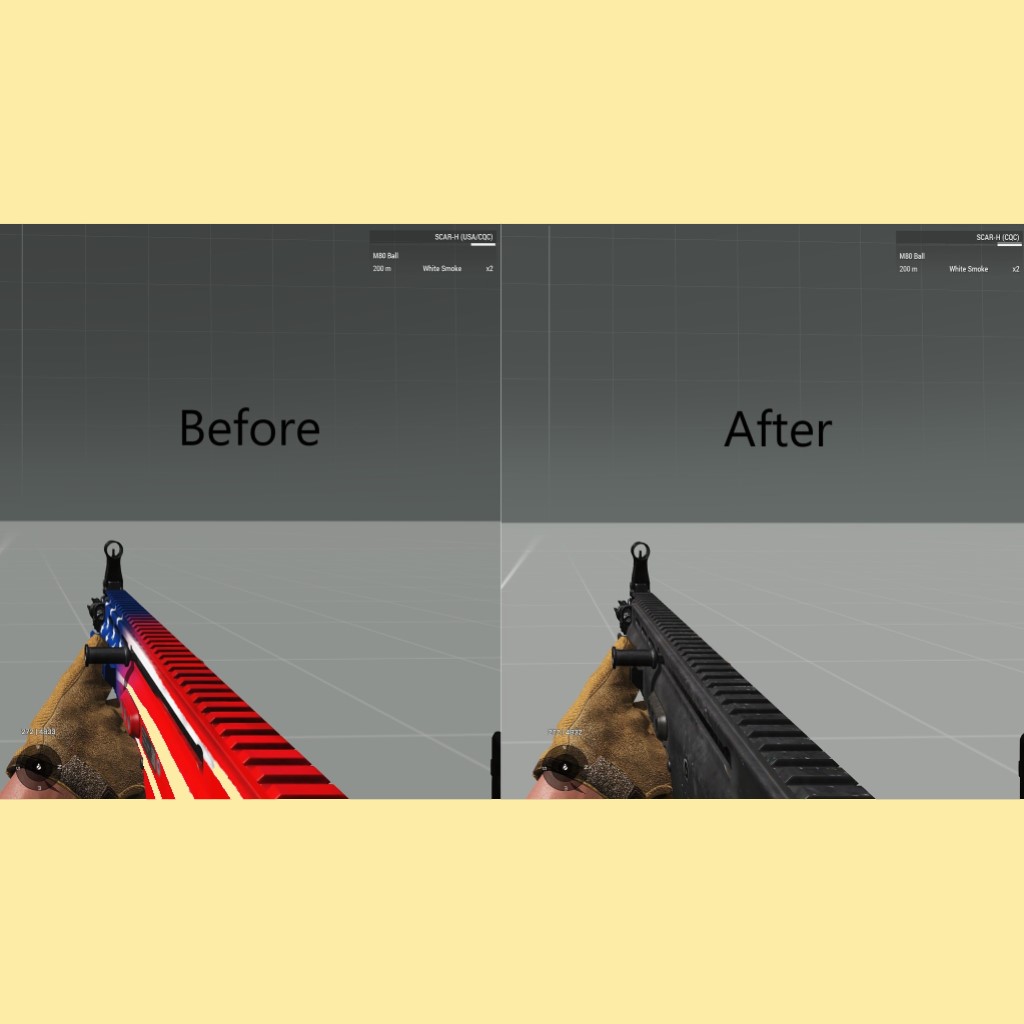 SCAR-H (USA/CQC)
M80 Ball
200 m White Smoke x2
Before
SCAR-H (CQC)
M80 Ball
200 m White Smoke x2
After